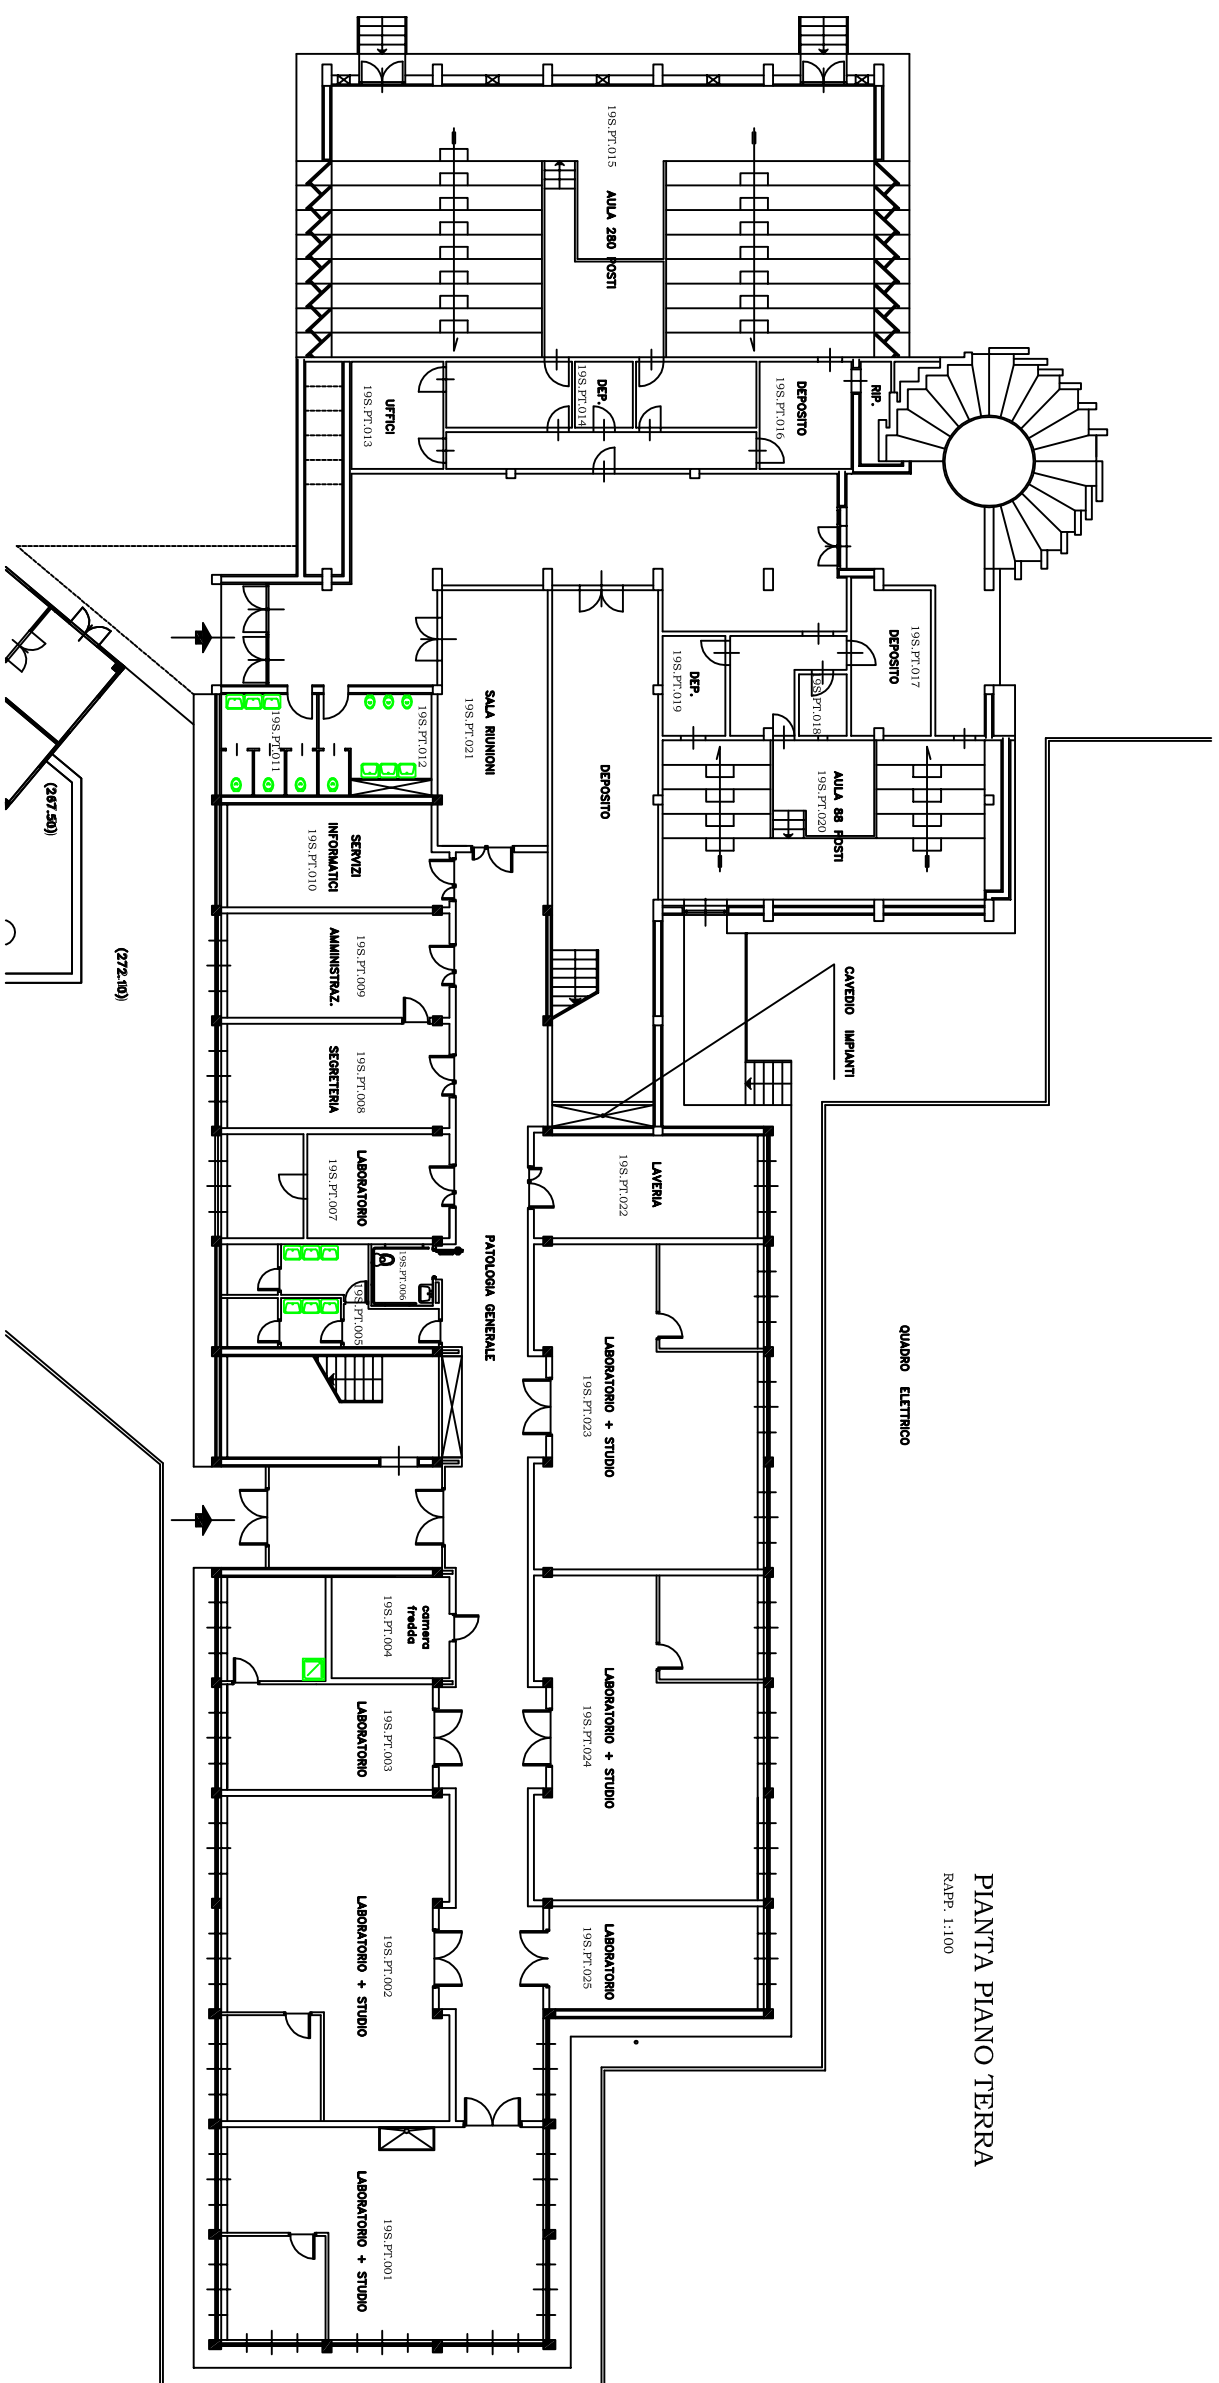 19S.PT.015
AULA 280 POSTI
UFFICI
19S.PT.013
DEP.
19S.PT.014
DEPOSITO
19S.PT.016
RIP.
19S.PT.017
DEPOSITO
DEP.
19S.PT.019
19S.PT.018
AULA 88 POSTI
19S.PT.020
SALA RIUNIONI
19S.PT.021
DEPOSITO
19S.PT.012
19S.PT.011
(267.50)
(272.10)
SERVIZI
INFORMATICI
19S.PT.010
19S.PT.009
AMMINISTRAZ.
19S.PT.008
SEGRETERIA
LABORATORIO
19S.PT.007
19S.PT.006
19S.PT.005
CAVEDIO IMPIANTI
LAVERIA
19S.PT.022
PATOLOGIA GENERALE
QUADRO ELETTRICO
LABORATORIO + STUDIO
19S.PT.023
camera
fredda
19S.PT.004
19S.PT.003
LABORATORIO
LABORATORIO + STUDIO
19S.PT.024
19S.PT.002
LABORATORIO + STUDIO
LABORATORIO
19S.PT.025
19S.PT.001
LABORATORIO + STUDIO
PIANTA PIANO TERRA
RAPP. 1:100